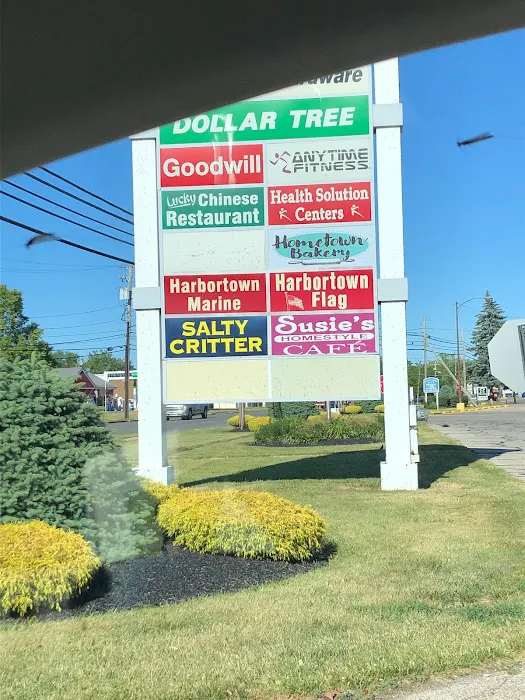 DOLLAR TREE
Goodwill
ANYTIME
FITNESS
Lucky Chinese
Restaurant
Health Solution
Centers
Hometown
Bakery
Harbortown
Marine
Harbortown
Flag
SALTY
CRITTER
Susie's
HOMESTYLE
CAFE